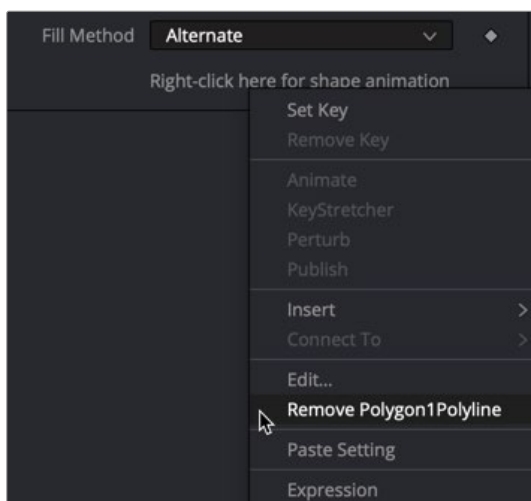 Fill Method Alternate
Right-click here for shape animation
Set Key
Remove Key
Animate
KeyStretcher
Perturb
Publish
Insert
Connect To
Edit...
Remove Polygon1Polyline
Paste Setting
Expression